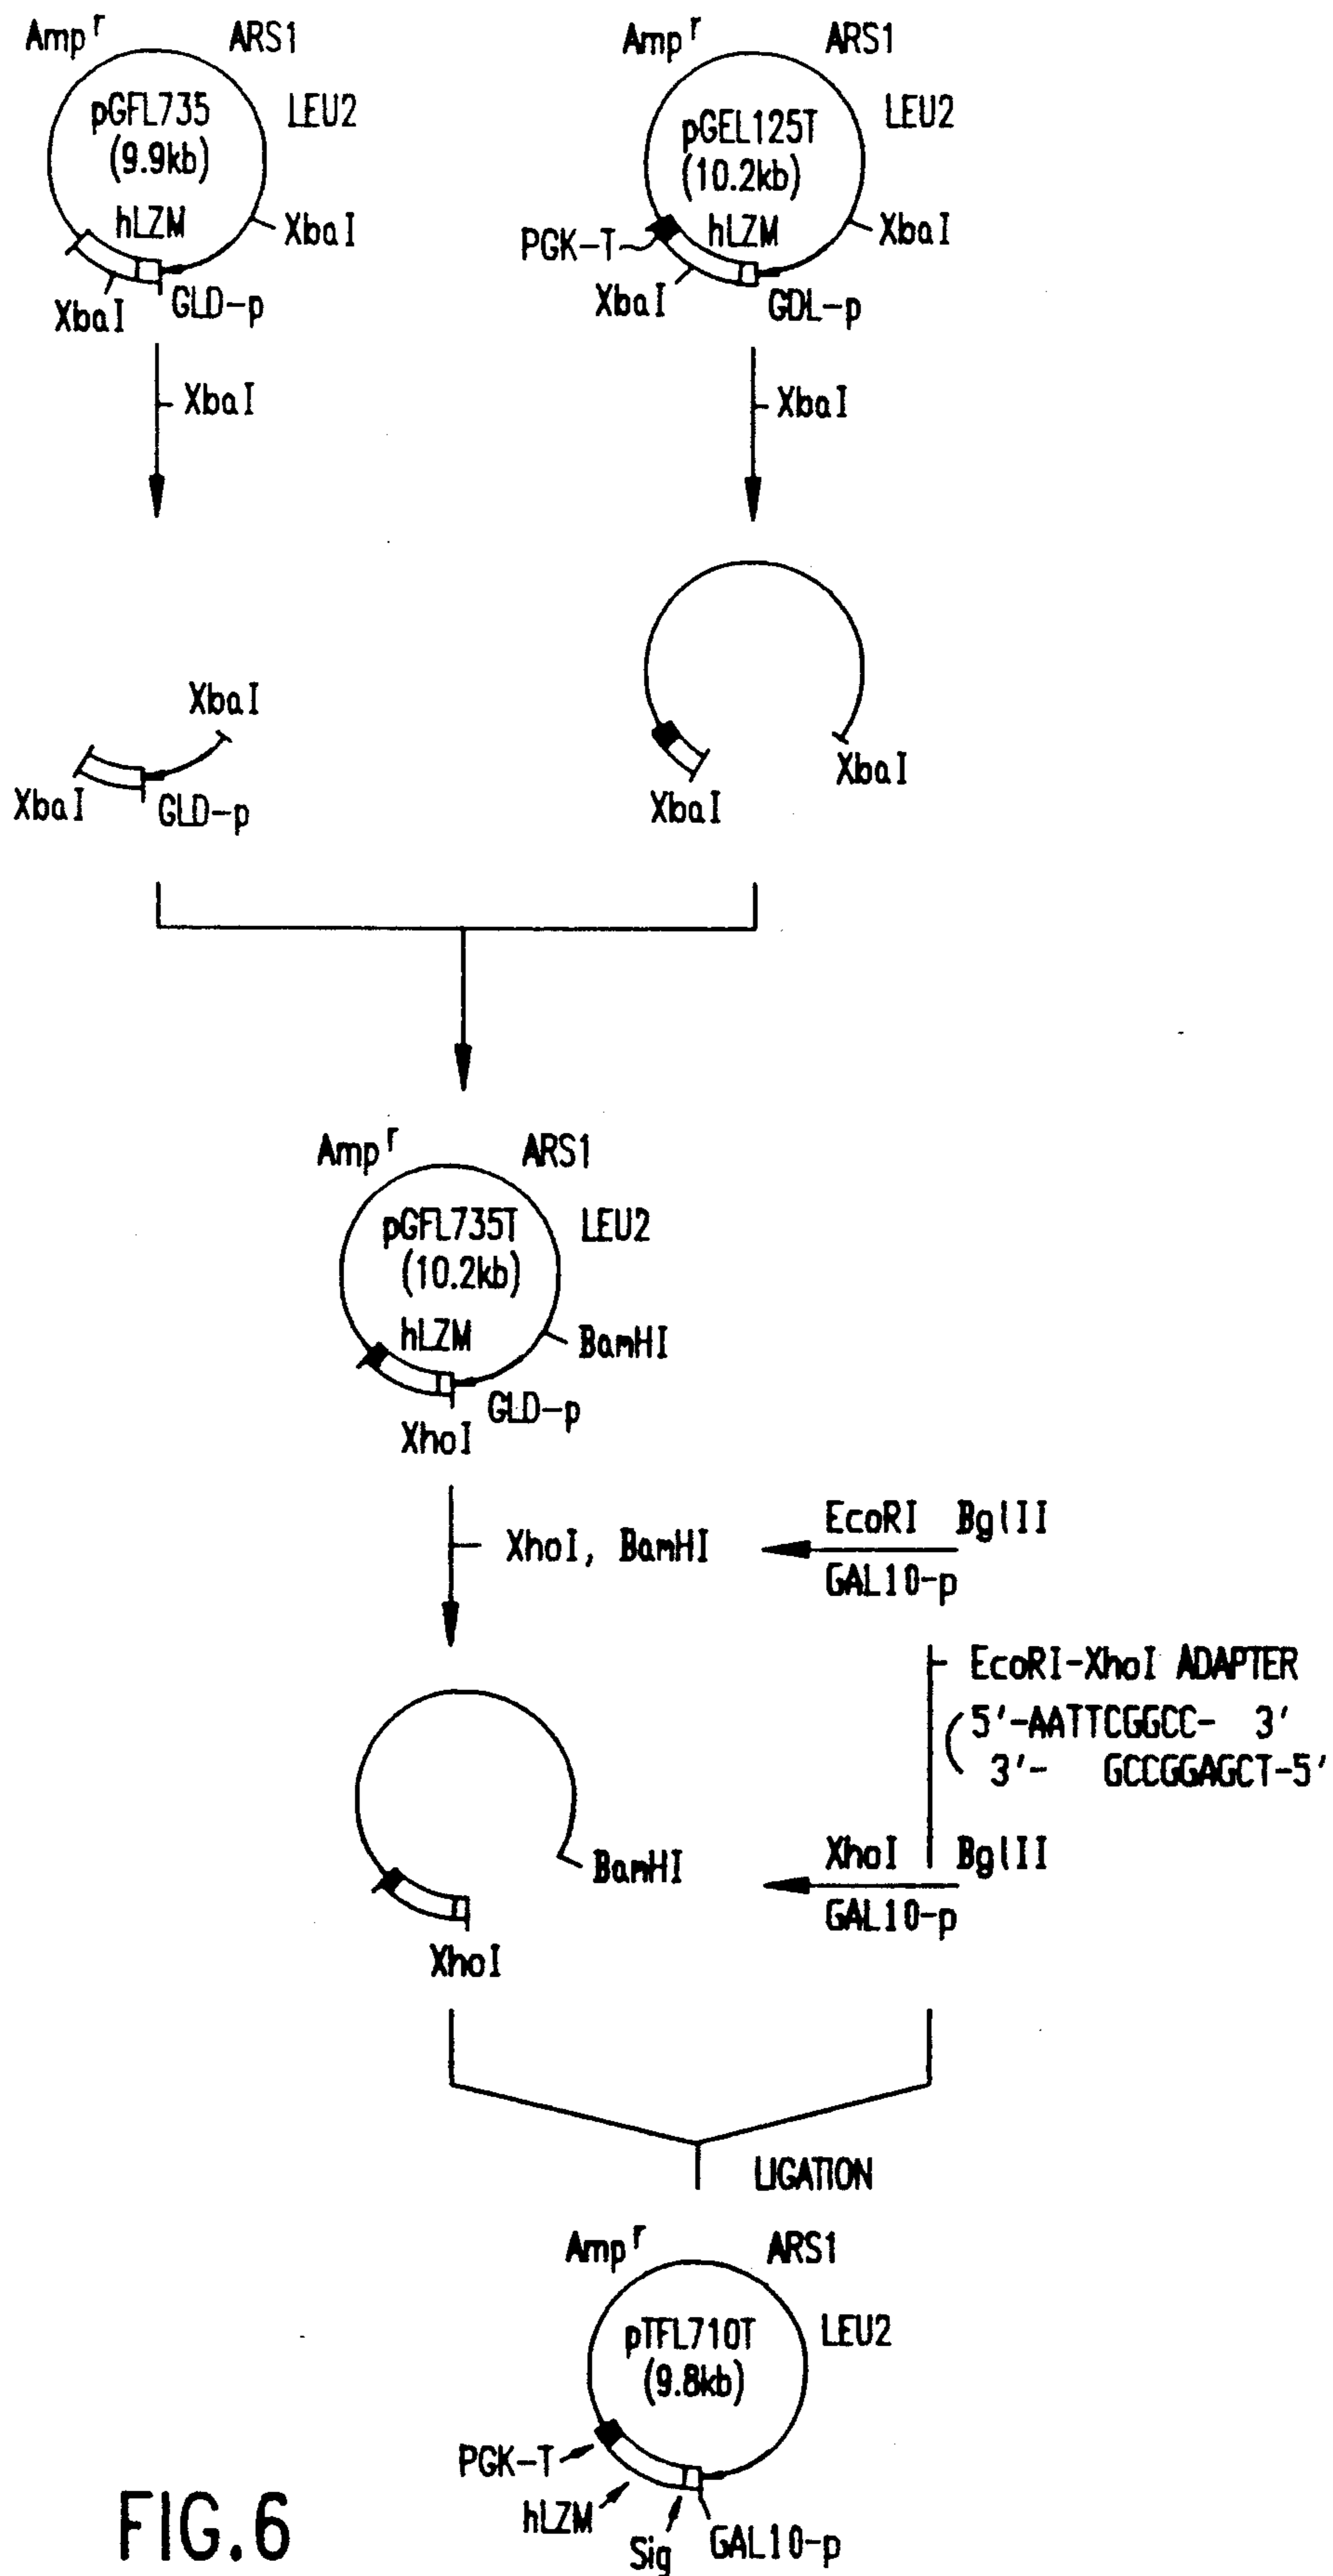 Amp r ARS1
pGFL735 LEU2
(9.9kb)
hLZM
XbaI
XbaI GLD-p
XbaI
Amp r ARS1
pGEL125T LEU2
(10.2kb)
PGK-T hLZM XbaI
XbaI GDL-p
XbaI
XbaI
XbaI GLD-p
XbaI
XbaI
Amp r ARS1
pGFL735T LEU2
(10.2kb)
hLZM BamHI
GLD-p
XhoI
XhoI, BamHI
EcoRI BglII
GAL10-p
EcoRI-XhoI ADAPTER
5'-AATTCGGCC- 3'
3'- GCCGGAGCT-5'
XhoI BglII
GAL10-p
BamHI
XhoI
LIGATION
Amp r ARS1
pTFL710T LEU2
(9.8kb)
PGK-T
hLZM
Sig GAL10-p
FIG.6